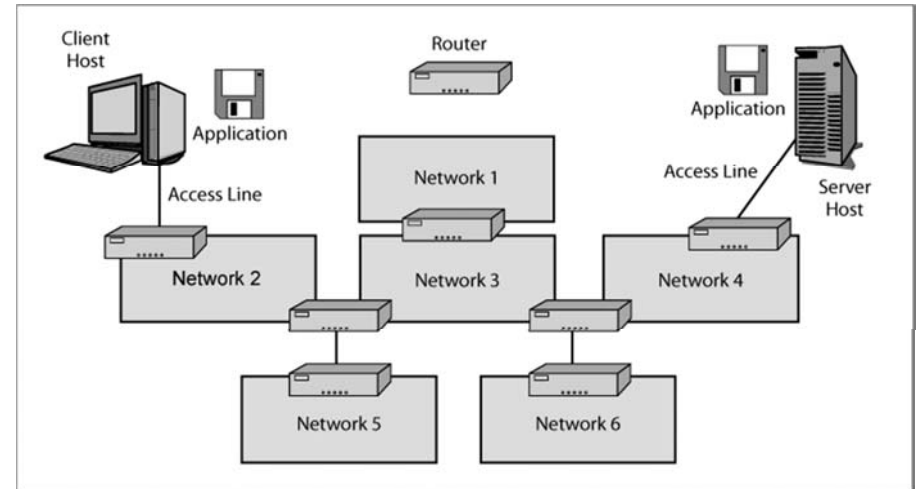 Client
Host
Application
Router
Application
Access Line
Network 1
Access Line
Server
Host
Network 2
Network 3
Network 4
Network 5
Network 6